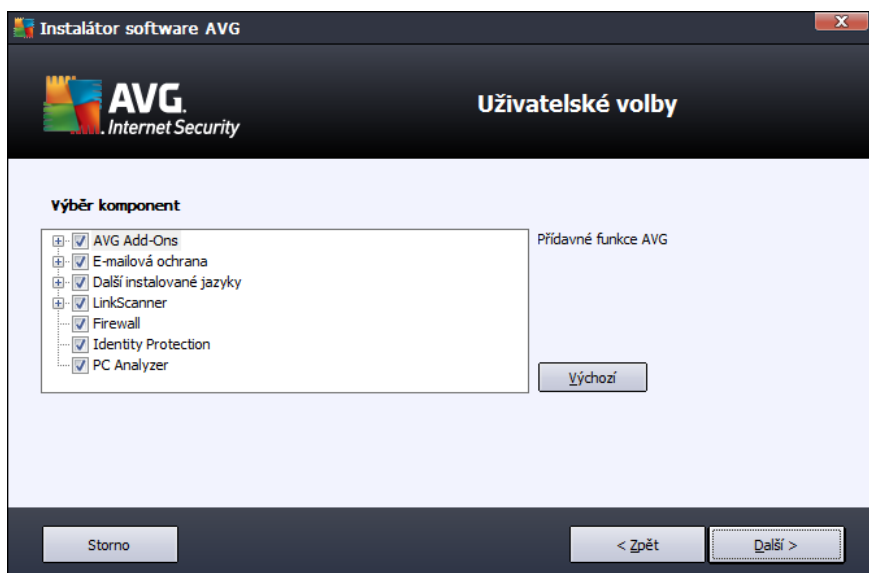 Instalátor software AVG
X
AVG.
Internet Security
Uživatelské volby
Výběr komponent
AVG Add-Ons
Přídavné funkce AVG
E-mailová ochrana
Další instalované jazyky
LinkScanner
Firewall
Identity Protection
PC Analyzer
Výchozí
Storno
< Zpět
Další >